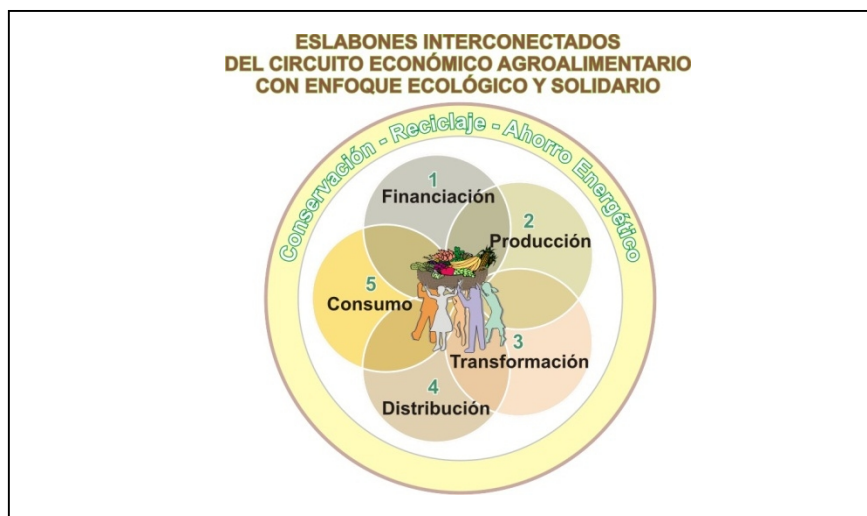 ESLABONES INTERCONECTADOS
DEL CIRCUITO ECONÓMICO AGROALIMENTARIO
CON ENFOQUE ECOLÓGICO Y SOLIDARIO
Conservación - Reciclaje - Ahorro Energético
1
Financiación
2
Producción
5
Consumo
3
Transformación
4
Distribución